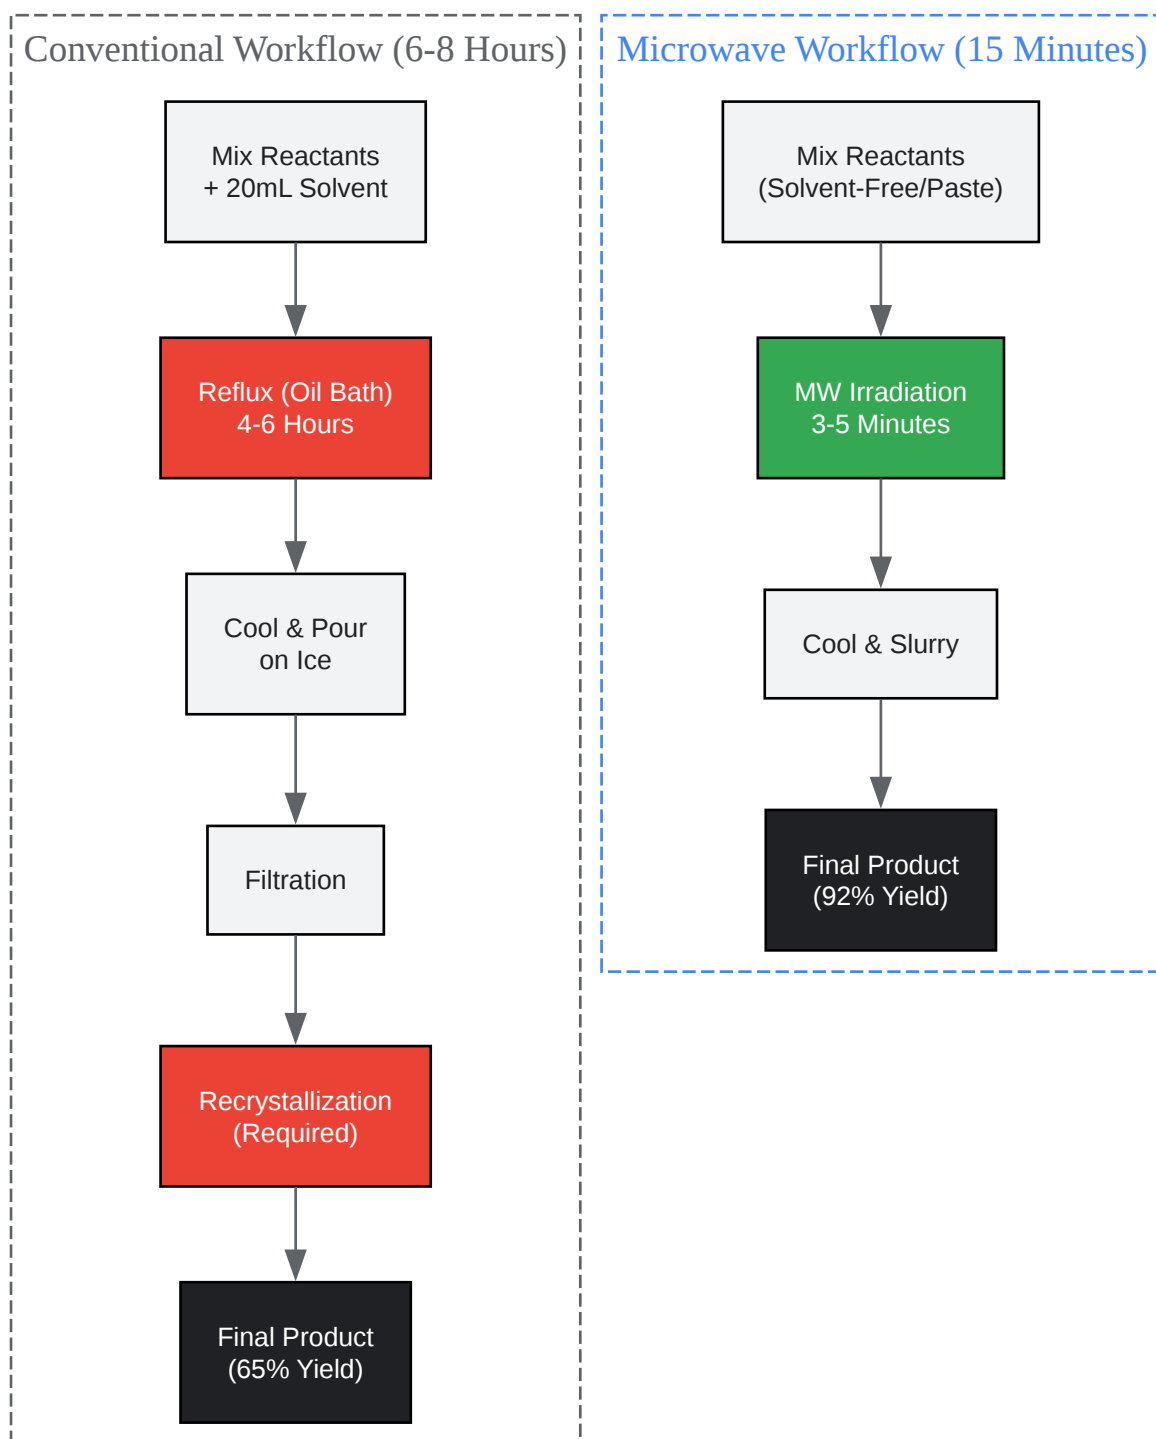 Conventional Workflow (6-8 Hours)
Mix Reactants
+ 20mL Solvent
Reflux (Oil Bath)
4-6 Hours
Cool & Pour
on Ice
Filtration
Recrystallization
(Required)
Final Product
(65% Yield)
Microwave Workflow (15 Minutes)
Mix Reactants
(Solvent-Free/Paste)
MW Irradiation
3-5 Minutes
Cool & Slurry
Final Product
(92% Yield)